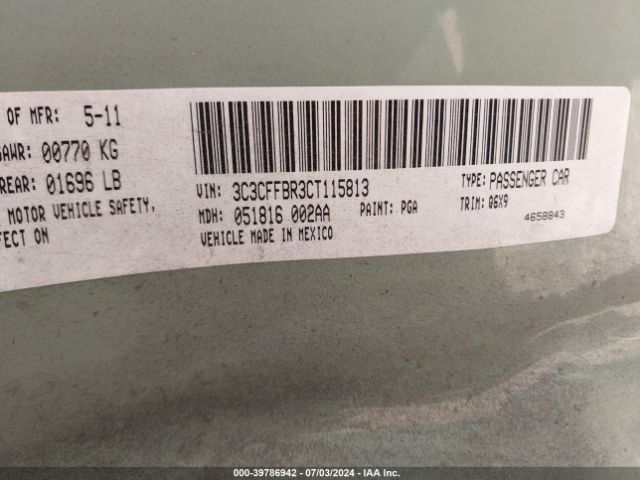 OF MFR: 5-11
GAWR: 00770 KG
REAR: 01696 LB
MOTOR VEHICLE SAFETY,
ON
VIN: 3C3CFFBR3CT115813
TYPE: PASSENGER CAR
MDH: 051816 002AA
PAINT: PGA
TRIM: Q6X9
VEHICLE MADE IN MEXICO
4658843
000-39786942 / 07/03/2024 - IAA Inc.